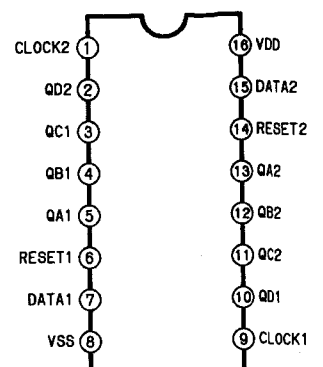 CLOCK2 1 16 VDD
QD2 2 15 DATA2
QC1 3 14 RESET2
QB1 4 13 QA2
QA1 5 12 QB2
RESET1 6 11 QC2
DATA1 7 10 QD1
VSS 8 9 CLOCK1